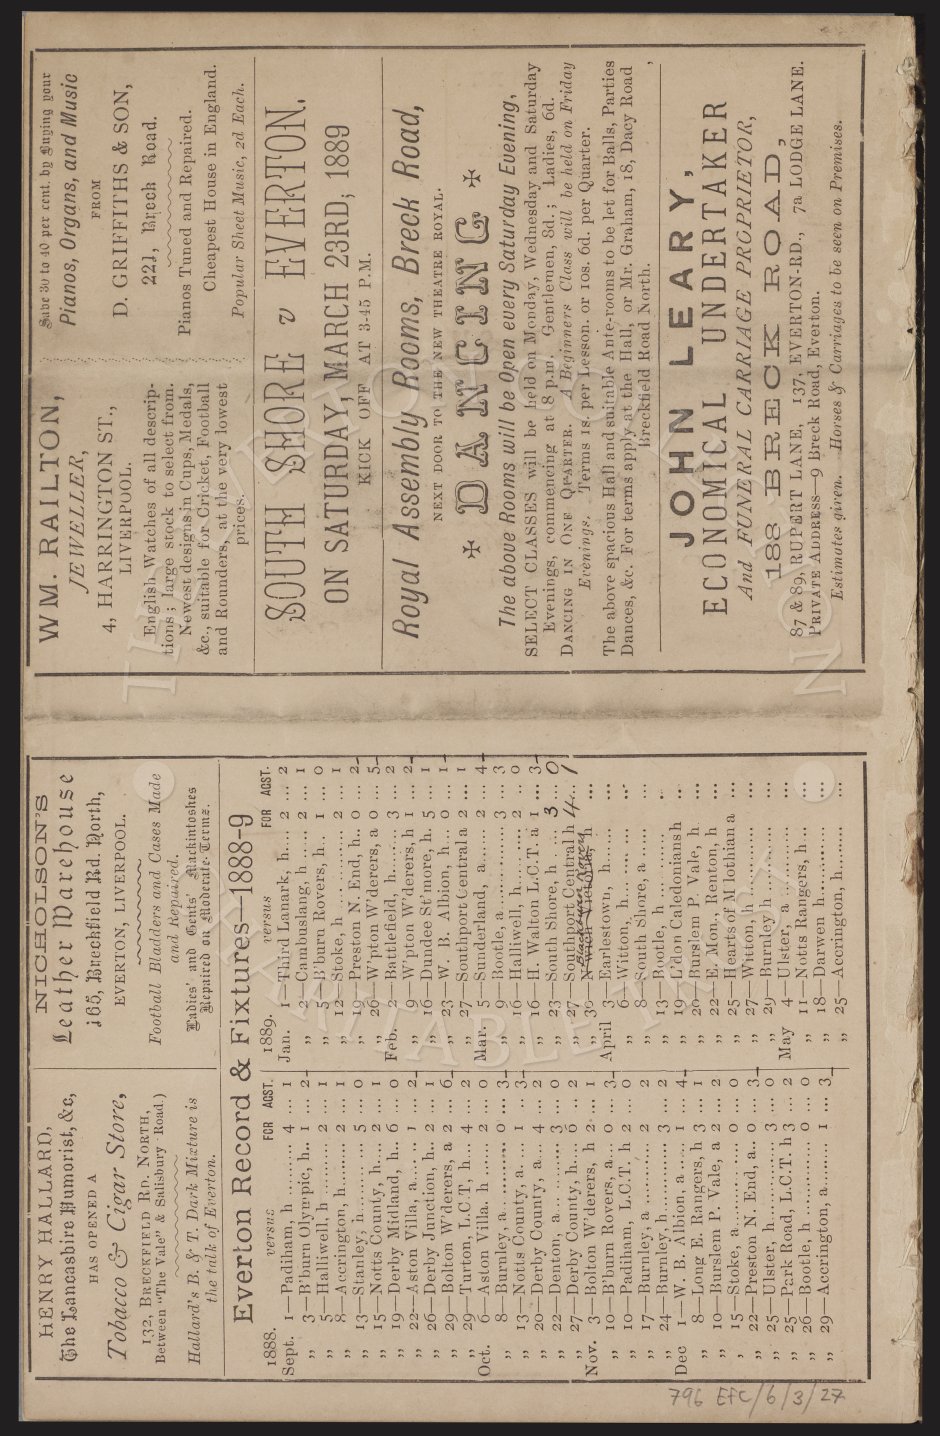 HENRY HALLARD,
The Lancashire Humorist, &c,
HAS OPENED A
Tobacco & Cigar Store,
132, BRECKFIELD RD. NORTH,
Between "The Vale" & Salisbury Road.)
Hallard's B. & T. Dark Mixture is
the talk of Everton.
NICHOLSON'S
Leather Warehouse
165, Breckfield Rd. North,
EVERTON, LIVERPOOL.
Football Bladders and Cases Made
and Repaired.
Ladies' and Gents' Mackintoshes
Repaired on Moderate Terms.
Everton Record & Fixtures—1888-9
1888. versus FOR AGST.
Sept. 1—Padiham, h ......... 4 ... 1
,, 3—B'burn Olympic, h.. 1 ... 2
,, 5—Halliwell, h ......... 2 ... 1
,, 8—Accrington, h........ 2 ... 1
,, 13—Stanley, h............ 5 ... 0
,, 15—Notts County, h.... 2 ... 1
,, 19—Derby Midland, h.. 6 ... 0
,, 22—Aston Villa, a...... 1 ... 2
,, 26—Derby Junction, h.. 2 ... 1
,, 29—Bolton W'derers, a 2 ... 6
,, 29—Turton, L.C.T, h... 4 ... 2
Oct. 6—Aston Villa. h ...... 2 ... 0
,, 8—Burnley, a............ 0 ... 3
,, 13—Notts County, a.... 1 ... 3
,, 20—Derby County, a... 4 ... 2
,, 22—Denton, a............ 3 ... 0
,, 27—Derby County, h.... 6 ... 2
Nov. 3—Bolton W'derers, h 2 ... 1
,, 10—B'burn Rovers, a... 0 ... 3
,, 10—Padiham, L.C.T. h 2 ... 0
,, 17—Burnley, a ......... 2 ... 2
,, 24—Burnley, h........... 3 ... 2
Dec 1—W. B. Albion, a ..... 1 ... 4
,, 8—Long E. Rangers, h 3 ... 1
,, 10—Burslem P. Vale, a 2 ... 2
, 15—Stoke, a............... 0 ... 0
,, 22—Preston N. End, a.. 0 ... 3
,, 25—Ulster, h............. 3 ... 0
,, 25—Park Road, L.C.T. h 3 ... 2
,, 26—Bootle, h ............ 0 ... 0
,, 29—Accrington, a........ 1 ... 3
1889. versus FOR AGST.
Jan. 1—Third Lanark, h.... 2 ... 2
,, 2—Cambuslang, h ..... 2 ... 1
,, 5—B'burn Rovers, h.. 1 ... 0
,, 12—Stoke, h ............ 2 ... 1
,, 19—Preston N. End, h.. 0 ... 2
,, 26—W'pton W'derers, a 0 ... 5
Feb. 2—Battlefield, h........ 3 ... 2
,, 9—W'pton W'derers, h 1 ... 2
,, 16—Dundee St'more, h. 5 ... 1
,, 23—W. B. Albion, h... 0 ... 1
,, 27—Southport Central a 2 ... 1
Mar. 5—Sunderland, a...... 2 ... 4
,, 9—Bootle, a.............. 3 ... 3
,, 16—Halliwell, h.......... 2 .. 0
,, 16—H. Walton L.C.T. a 1 ... 3
,, 23—South Shore, h .... 3 ... 0
,, 27—Southport Central h 4 ... 1
Blackburn Rovers
,, 30—N'wich Victoria, h ...
April 3—Earlestown, h...... ...
,, 6—Witton, h............ ...
,, 8—South Shore, a ...... ...
,, 13—Bootle, h ............ ..
,, 19—L'don Caledonians h ...
,, 20—Burslem P. Vale, h ...
,, 22—E. Mon., Renton, h ...
,, 25—Hearts of M lothian a ...
,, 27—Witton, h............ ...
,, 29—Burnley h............ ...
May 4—Ulster, a ............ ...
,, 11—Notts Rangers, h... ...
,, 18—Darwen h............ ...
,, 25—Accrington, h........ ...
WM. RAILTON,
JEWELLER,
4, HARRINGTON ST.,
LIVERPOOL.
English Watches of all descrip-
tions; large stock to select from.
Newest designs in Cups, Medals,
&c., suitable for Cricket, Football
and Rounders, at the very lowest
prices.
Save 30 to 40 per cent. by Buying your
Pianos, Organs, and Music
FROM
D. GRIFFITHS & SON,
221, Breck Road.
Pianos Tuned and Repaired.
Cheapest House in England.
Popular Sheet Music, 2d Each.
SOUTH SHORE v EVERTON.
ON SATURDAY, MARCH 23RD, 1889
KICK OFF AT 3-45 P.M.
Royal Assembly Rooms, Breck Road,
NEXT DOOR TO THE NEW THEATRE ROYAL.
DANCING
The above Rooms will be Open every Saturday Evening,
SELECT CLASSES will be held on Monday, Wednesday and Saturday
Evenings, commencing at 8 p.m. Gentlemen, 8d.; Ladies, 6d.
DANCING IN ONE QUARTER. A Beginners Class will be held on Friday
Evenings. Terms 1s. per Lesson. or 10s. 6d. per Quarter.
The above spacious Hall and suitable Ante-rooms to be let for Balls, Parties
Dances, &c. For terms apply at the Hall, or Mr. Graham, 18, Dacy Road ,
Breckfield Road North.
JOHN LEARY,
ECONOMICAL UNDERTAKER
And FUNERAL CARRIAGE PROPRIETOR,
188 BRECK ROAD,
87 & 89, RUPERT LANE, 137, EVERTON-RD., 7a LODGE LANE.
PRIVATE ADDRESS—9 Breck Road, Everton.
Estimates given. Horses & Carriages to be seen on Premises.
796 EFC/6/3/27
THE EVERTON COLLECTION
CHARITABLE TRUST